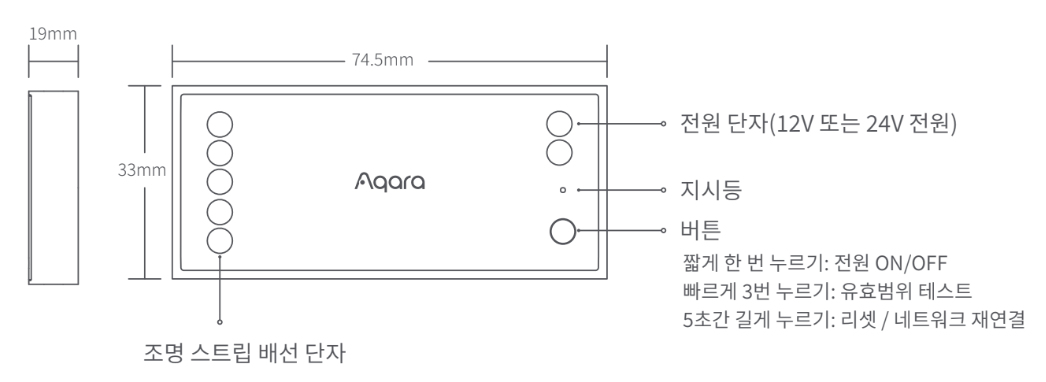 19mm
74.5mm
33mm
Aqara
전원 단자(12V 또는 24V 전원)
지시등
버튼
짧게 한 번 누르기: 전원 ON/OFF
빠르게 3번 누르기: 유효범위 테스트
5초간 길게 누르기: 리셋 / 네트워크 재연결
조명 스트립 배선 단자